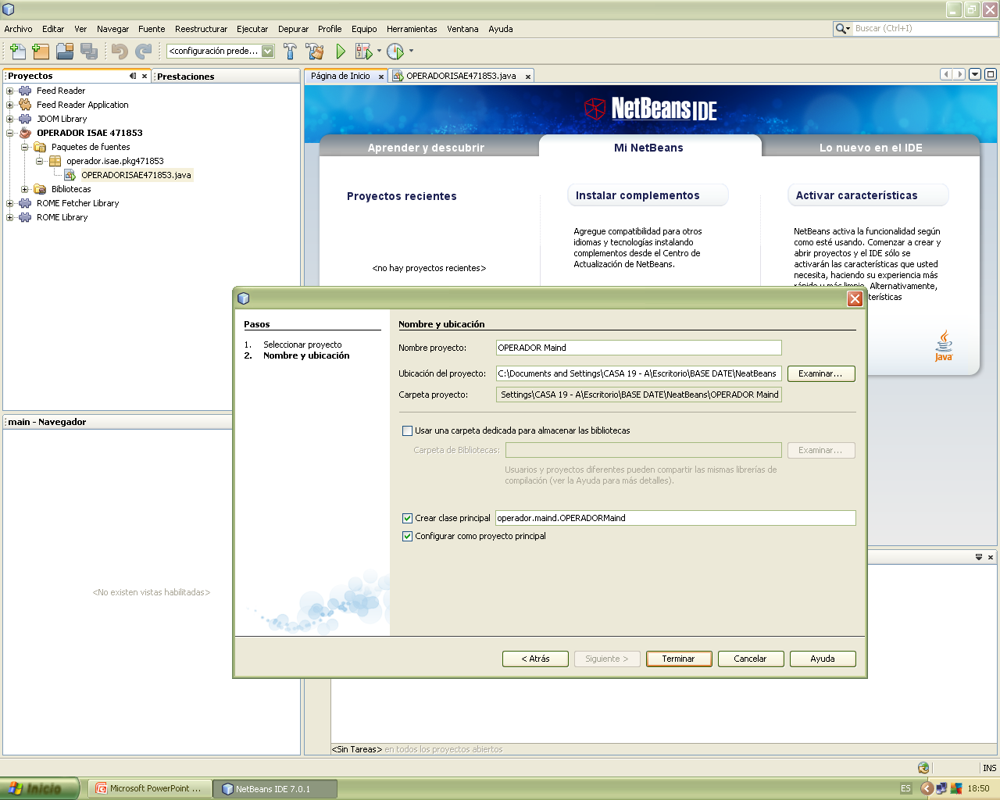 Archivo Editar Ver Navegar Fuente Reestructurar Ejecutar Depurar Profile Equipo Herramientas Ventana Ayuda
Buscar (Ctrl+I)
<configuración prede...
Proyectos
Prestaciones
Feed Reader
Feed Reader Application
JDOM Library
OPERADOR ISAE 471853
Paquetes de fuentes
operador.isae.pkg471853
OPERADORISAE471853.java
Bibliotecas
ROME Fetcher Library
ROME Library
main - Navegador
<No existen vistas habilitadas>
Página de Inicio
OPERADORISAE471853.java
NetBeans IDE
Aprender y descubrir
Mi NetBeans
Lo nuevo en el IDE
Proyectos recientes
<no hay proyectos recientes>
Instalar complementos
Agregue compatibilidad para otros
idiomas y tecnologías instalando
complementos desde el Centro de
Actualización de NetBeans.
Activar características
NetBeans activa la funcionalidad según
como esté usando. Comenzar a crear y
abrir proyectos y el IDE sólo se
activarán las características que usted
necesita, haciendo su experiencia más
rápido y más limpio. Alternativamente,
Java
Pasos
1. Seleccionar proyecto
2. Nombre y ubicación
Nombre y ubicación
Nombre proyecto: OPERADOR Maind
Ubicación del proyecto: C:\Documents and Settings\CASA 19 - A\Escritorio\BASE DATE\NeatBeans Examinar...
Carpeta proyecto: Settings\CASA 19 - A\Escritorio\BASE DATE\NeatBeans\OPERADOR Maind
Usar una carpeta dedicada para almacenar las bibliotecas
Carpeta de Bibliotecas: Examinar...
Usuarios y proyectos diferentes pueden compartir las mismas librerías de
compilación (ver la Ayuda para más detalles).
Crear clase principal operador.maind.OPERADORMaind
Configurar como proyecto principal
< Atrás Siguiente > Terminar Cancelar Ayuda
<Sin Tareas> en todos los proyectos abiertos
INS
Inicio
Microsoft PowerPoint ...
NetBeans IDE 7.0.1
ES
18:50